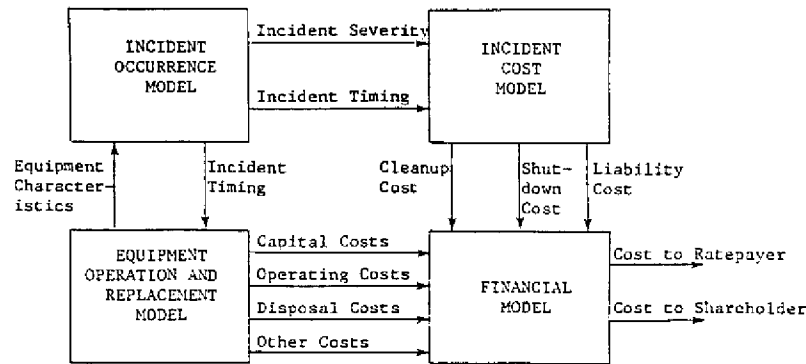 INCIDENT
OCCURRENCE
MODEL
Incident Severity
Incident Timing
INCIDENT
COST
MODEL
Equipment
Character-
istics
Incident
Timing
Cleanup
Cost
Shut-
down
Cost
Liability
Cost
EQUIPMENT
OPERATION AND
REPLACEMENT
MODEL
Capital Costs
Operating Costs
Disposal Costs
Other Costs
FINANCIAL
MODEL
Cost to Ratepayer
Cost to Shareholder